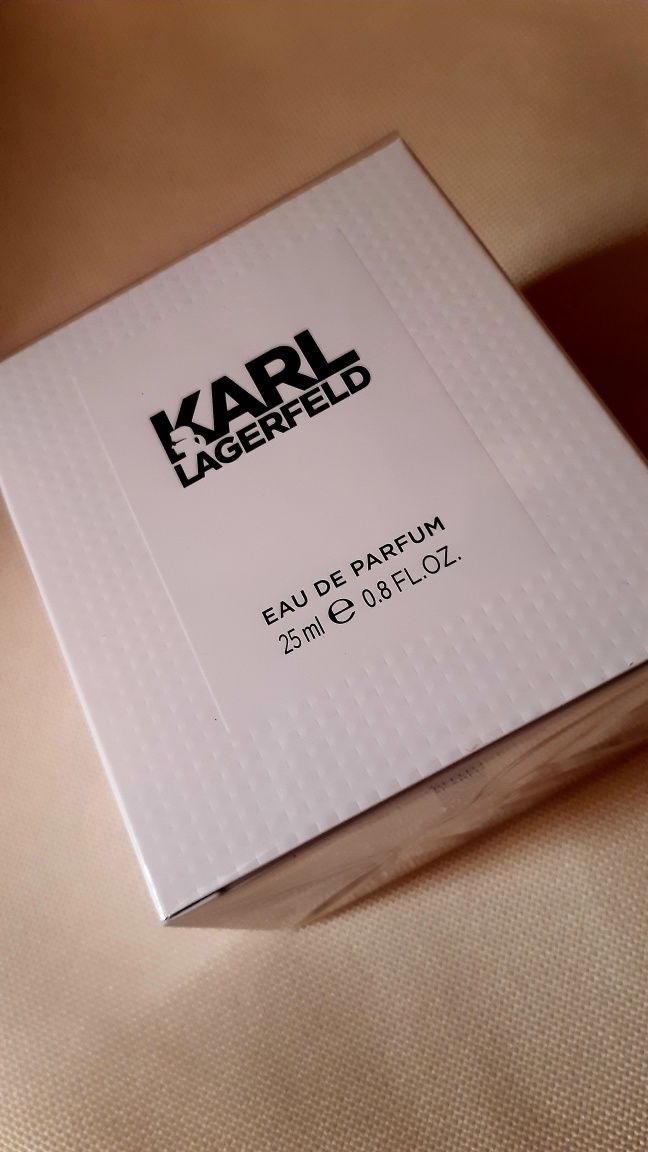 KARL
LAGERFELD
EAU DE PARFUM
25 ml ℮ 0.8 FL.OZ.